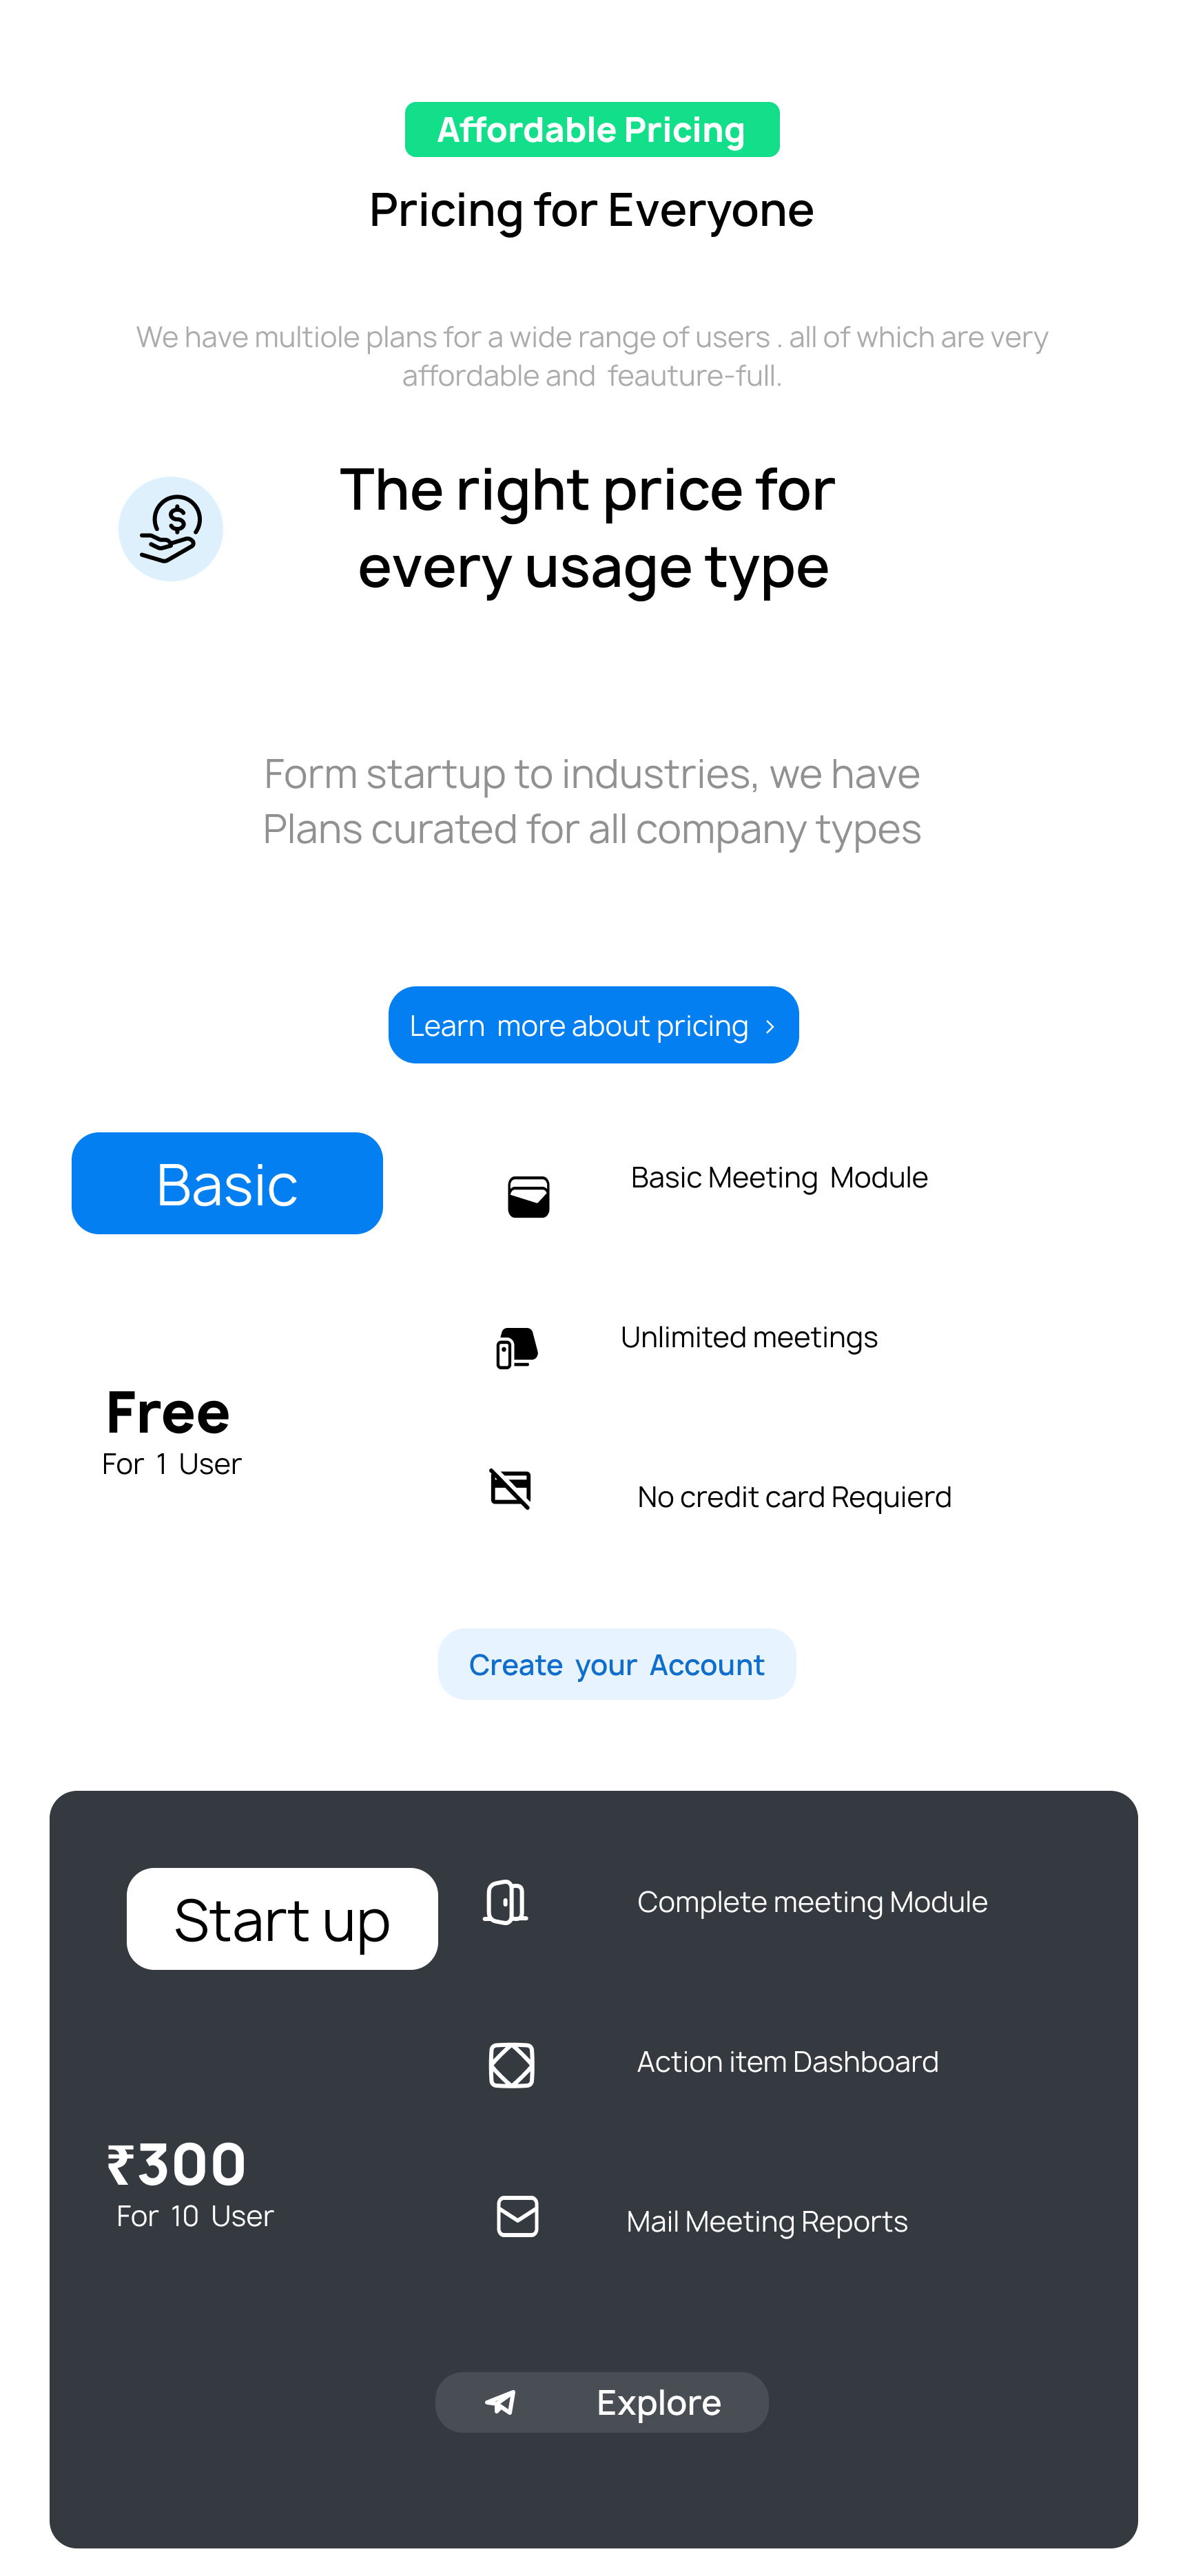 Affordable Pricing
Pricing for Everyone
We have multiole plans for a wide range of users . all of which are very
affordable and feauture-full.
The right price for
every usage type
Form startup to industries, we have
Plans curated for all company types
Learn more about pricing >
Basic
Basic Meeting Module
Unlimited meetings
Free
For 1 User
No credit card Requierd
Create your Account
Start up
Complete meeting Module
Action item Dashboard
₹300
For 10 User
Mail Meeting Reports
Explore